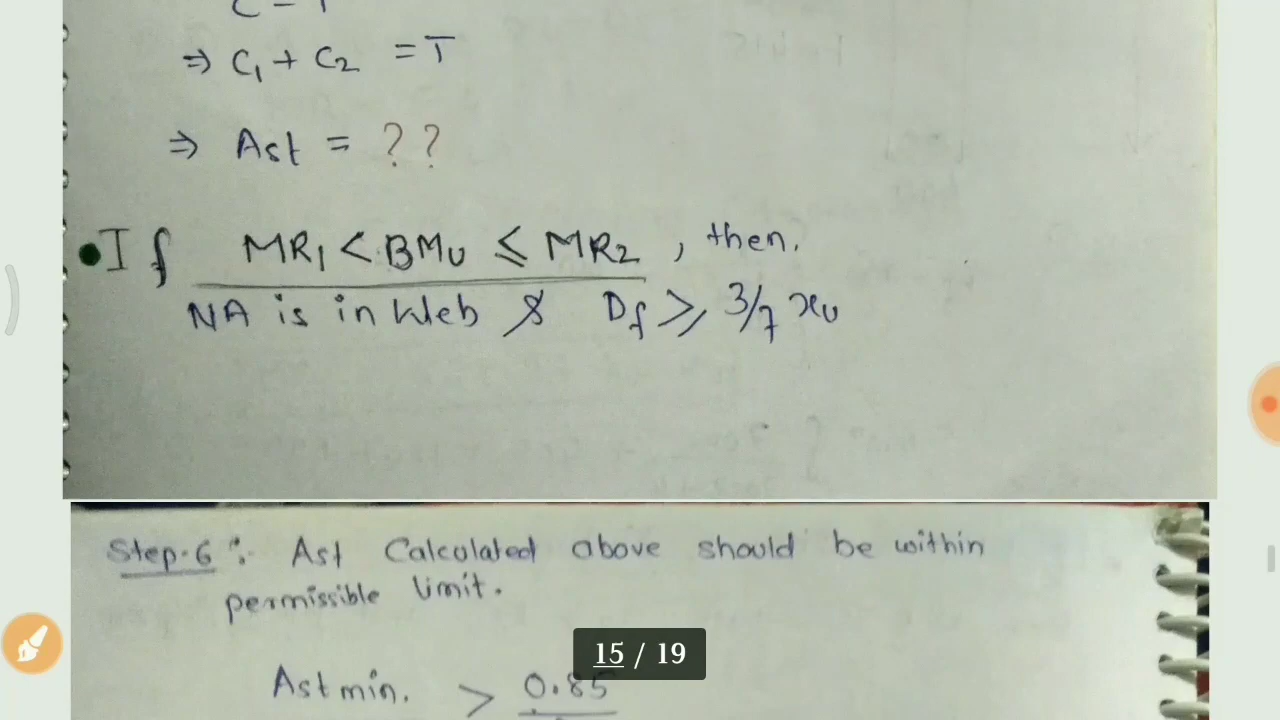 ⇒ C₁ + C₂ = T
⇒ Ast = ??
• If MR₁ < BMu ≤ MR₂, then.
NA is in Web & Df ≥ 3/7 xu
Step-6 :- Ast Calculated above should be within
permissible limit.
15 / 19
Ast min. > 0.85